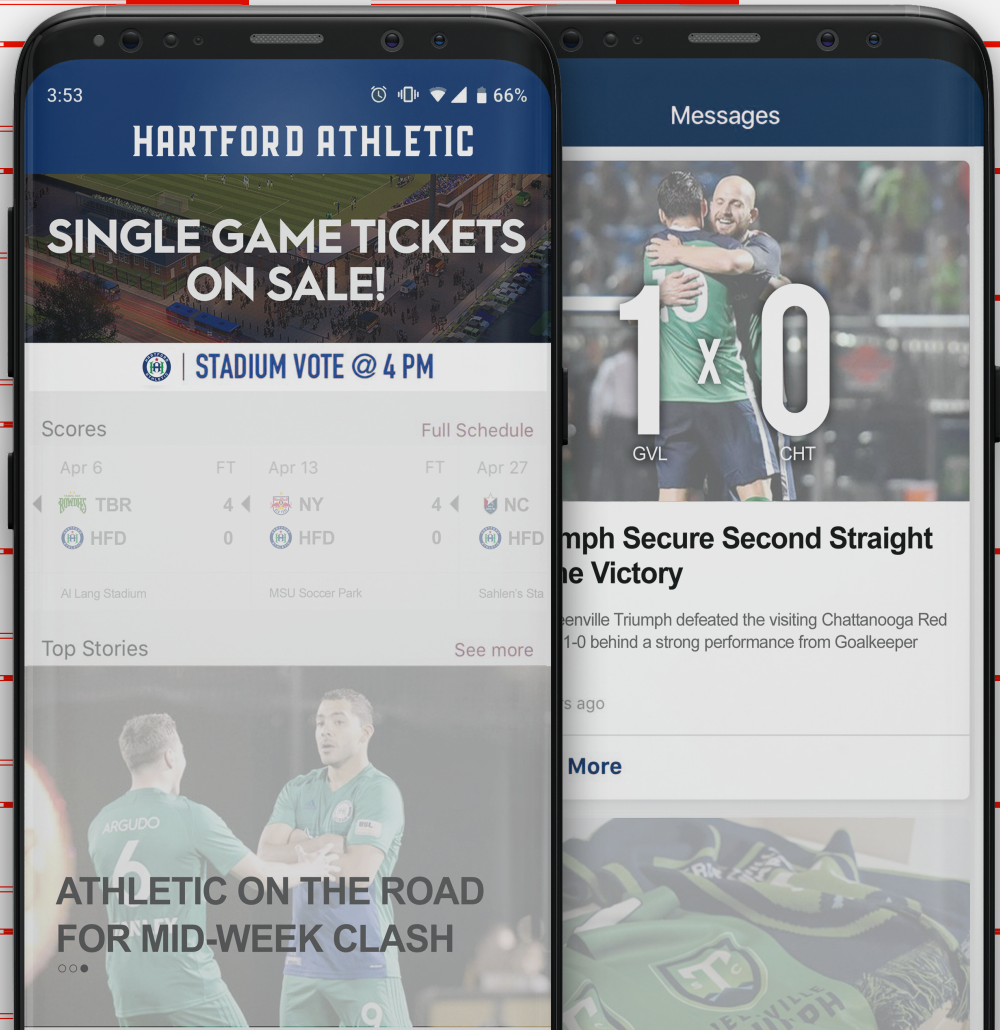 3:53
66%
HARTFORD ATHLETIC
SINGLE GAME TICKETS
ON SALE!
STADIUM VOTE @ 4 PM
Scores
Full Schedule
Apr 6 FT
TBR 4
HFD 0
Al Lang Stadium
Apr 13 FT
NY 4
HFD 0
MSU Soccer Park
Apr 27
NC
HFD
Sahlen's Sta
Top Stories
See more
ARGUDO
6
9
ATHLETIC ON THE ROAD
FOR MID-WEEK CLASH
Messages
1 X 0
GVL CHT
mph Secure Second Straight
e Victory
enville Triumph defeated the visiting Chattanooga Red
1-0 behind a strong performance from Goalkeeper
s ago
More